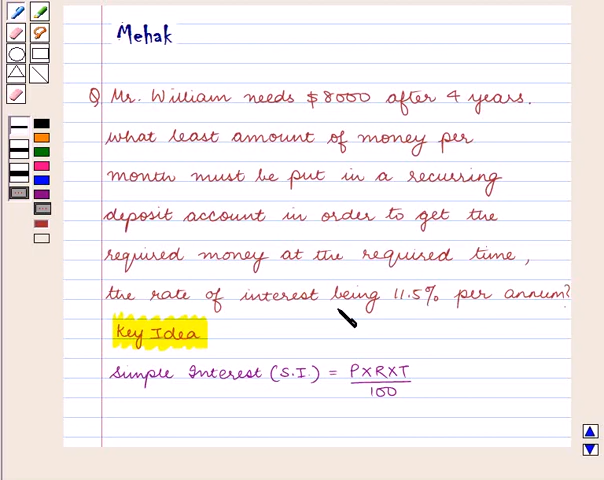 Mehak
Q Mr. William needs $8000 after 4 years.
what least amount of money per
month must be put in a recurring
deposit account in order to get the
required money at the required time,
the rate of interest being 11.5% per annum?
Key Idea
Simple Interest (S.I.) = P×R×T
100